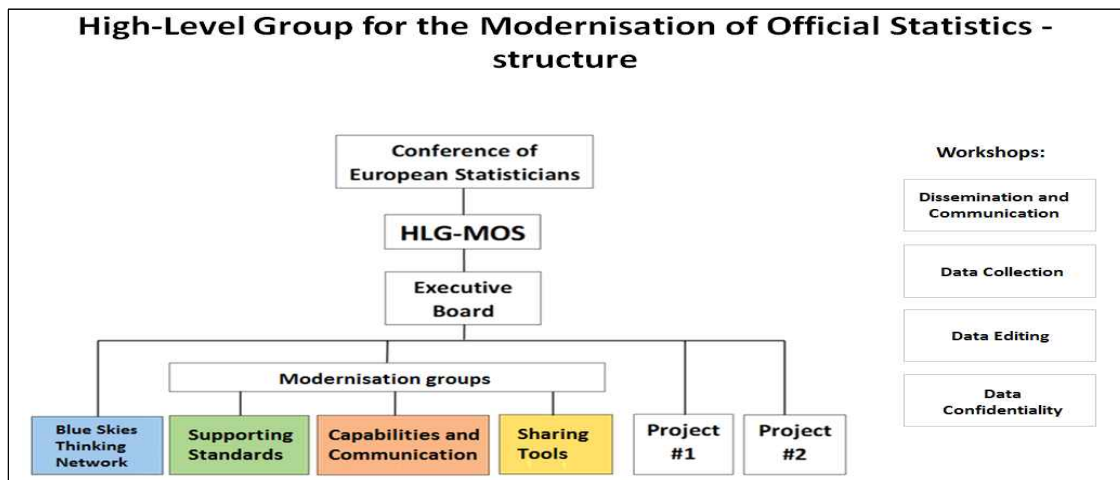 High-Level Group for the Modernisation of Official Statistics -
structure
Conference of
European Statisticians
HLG-MOS
Executive
Board
Modernisation groups
Blue Skies
Thinking
Network
Supporting
Standards
Capabilities and
Communication
Sharing
Tools
Project
#1
Project
#2
Workshops:
Dissemination and
Communication
Data Collection
Data Editing
Data
Confidentiality